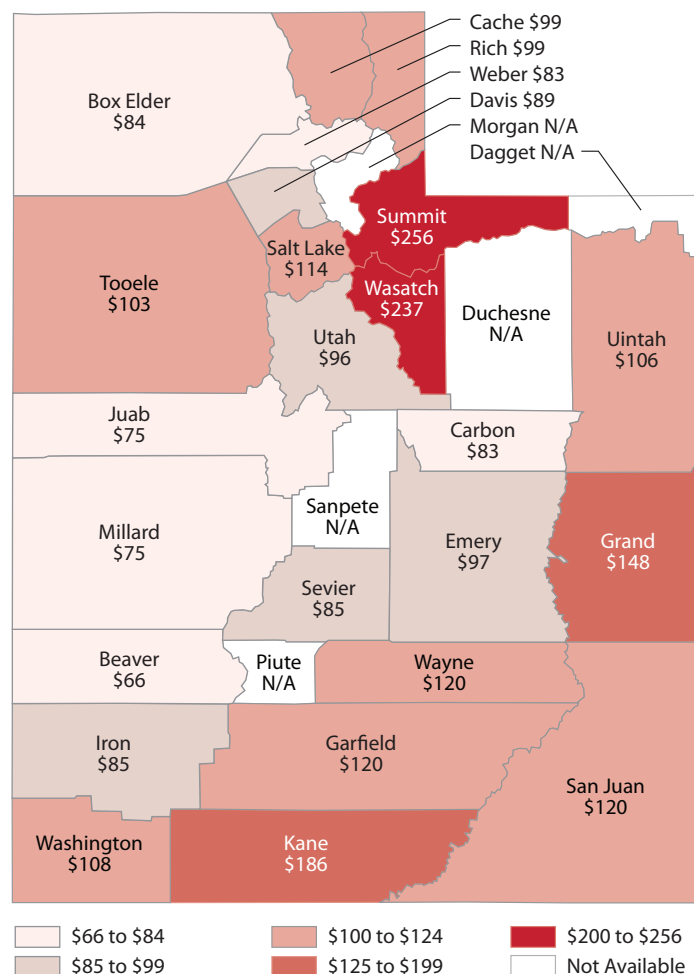 Cache $99
Rich $99
Weber $83
Davis $89
Morgan N/A
Dagget N/A
Box Elder
$84
Summit
$256
Salt Lake
$114
Tooele
$103
Wasatch
$237
Duchesne
N/A
Utah
$96
Uintah
$106
Juab
$75
Carbon
$83
Sanpete
N/A
Millard
$75
Emery
$97
Grand
$148
Sevier
$85
Beaver
$66
Piute
N/A
Wayne
$120
Iron
$85
Garfield
$120
San Juan
$120
Washington
$108
Kane
$186
$66 to $84
$100 to $124
$200 to $256
$85 to $99
$125 to $199
Not Available